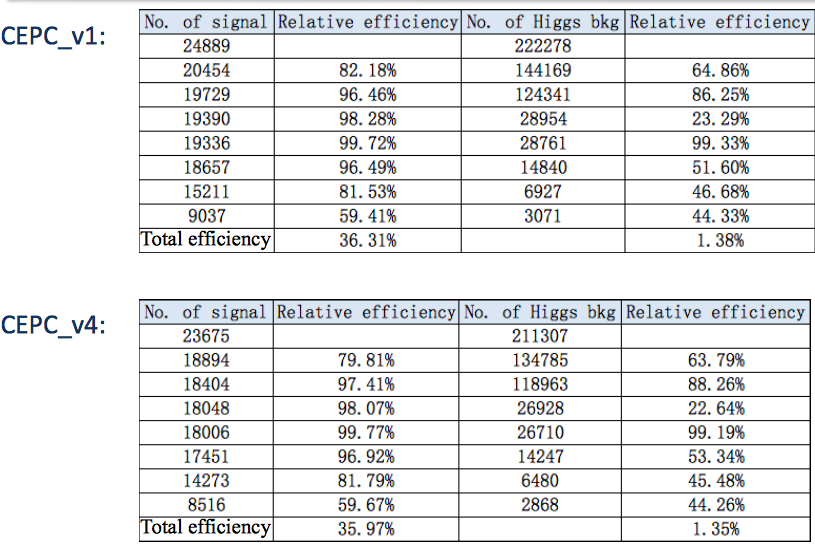 CEPC_v1:
No. of signal Relative efficiency No. of Higgs bkg Relative efficiency
24889 222278
20454 82.18% 144169 64.86%
19729 96.46% 124341 86.25%
19390 98.28% 28954 23.29%
19336 99.72% 28761 99.33%
18657 96.49% 14840 51.60%
15211 81.53% 6927 46.68%
9037 59.41% 3071 44.33%
Total efficiency 36.31% 1.38%
CEPC_v4:
No. of signal Relative efficiency No. of Higgs bkg Relative efficiency
23675 211307
18894 79.81% 134785 63.79%
18404 97.41% 118963 88.26%
18048 98.07% 26928 22.64%
18006 99.77% 26710 99.19%
17451 96.92% 14247 53.34%
14273 81.79% 6480 45.48%
8516 59.67% 2868 44.26%
Total efficiency 35.97% 1.35%